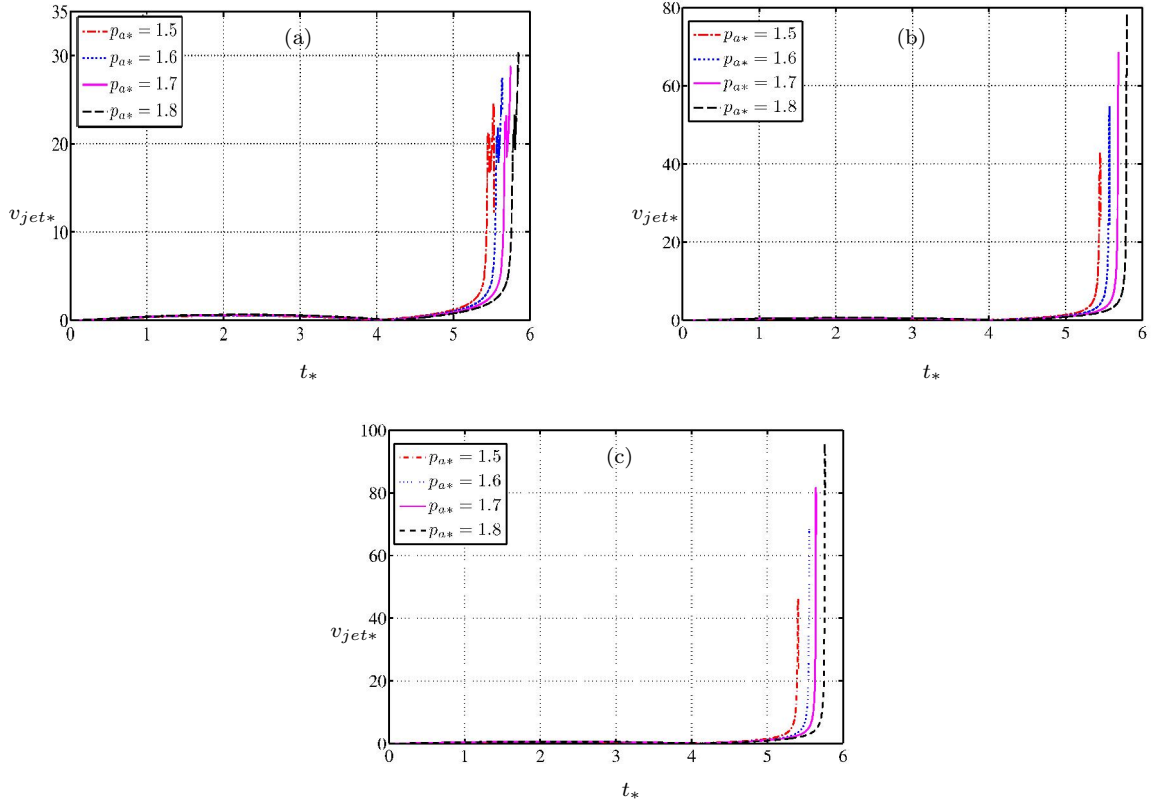 (a)
p_{a*} = 1.5
p_{a*} = 1.6
p_{a*} = 1.7
p_{a*} = 1.8
35
30
20
10
0
v_{jet*}
0 1 2 3 4 5 6
t_*
(b)
p_{a*} = 1.5
p_{a*} = 1.6
p_{a*} = 1.7
p_{a*} = 1.8
80
60
40
20
0
v_{jet*}
0 1 2 3 4 5 6
t_*
(c)
p_{a*} = 1.5
p_{a*} = 1.6
p_{a*} = 1.7
p_{a*} = 1.8
100
80
60
40
20
0
v_{jet*}
0 1 2 3 4 5 6
t_*